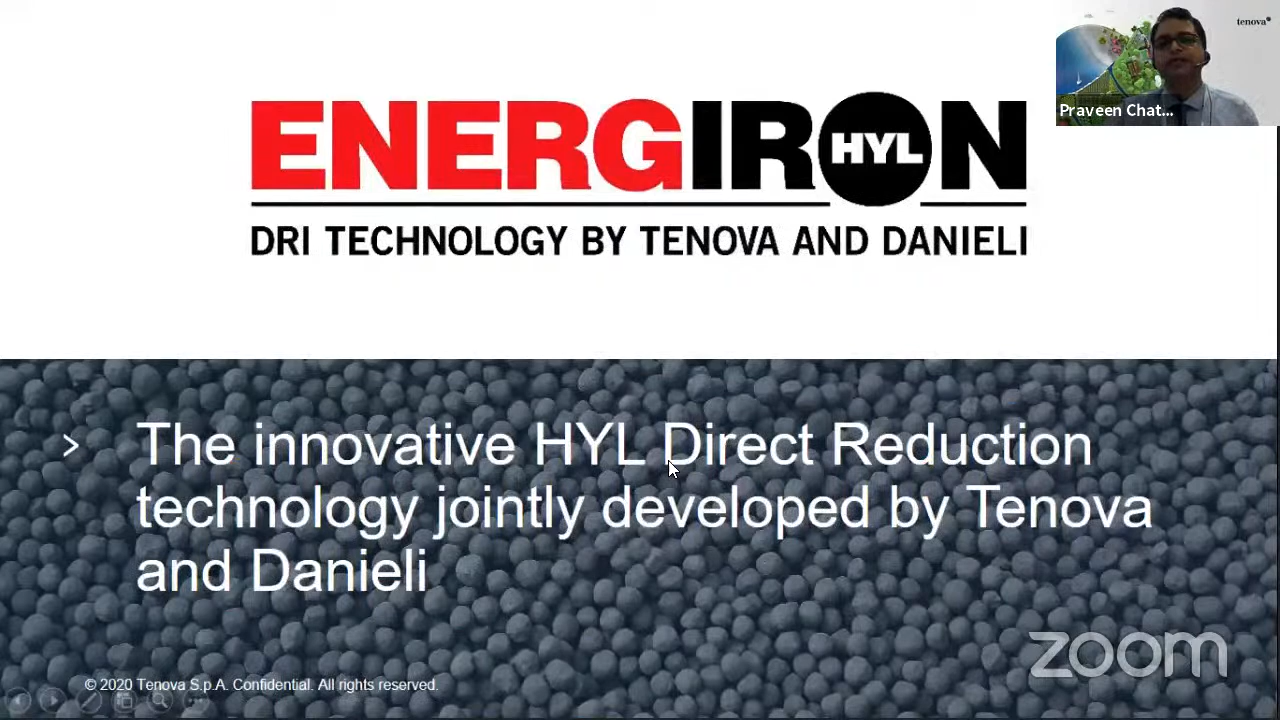 tenova
Praveen Chat...
ENERGIRON
HYL
DRI TECHNOLOGY BY TENOVA AND DANIELI
> The innovative HYL Direct Reduction
technology jointly developed by Tenova
and Danieli
zoom
© 2020 Tenova S.p.A. Confidential. All rights reserved.